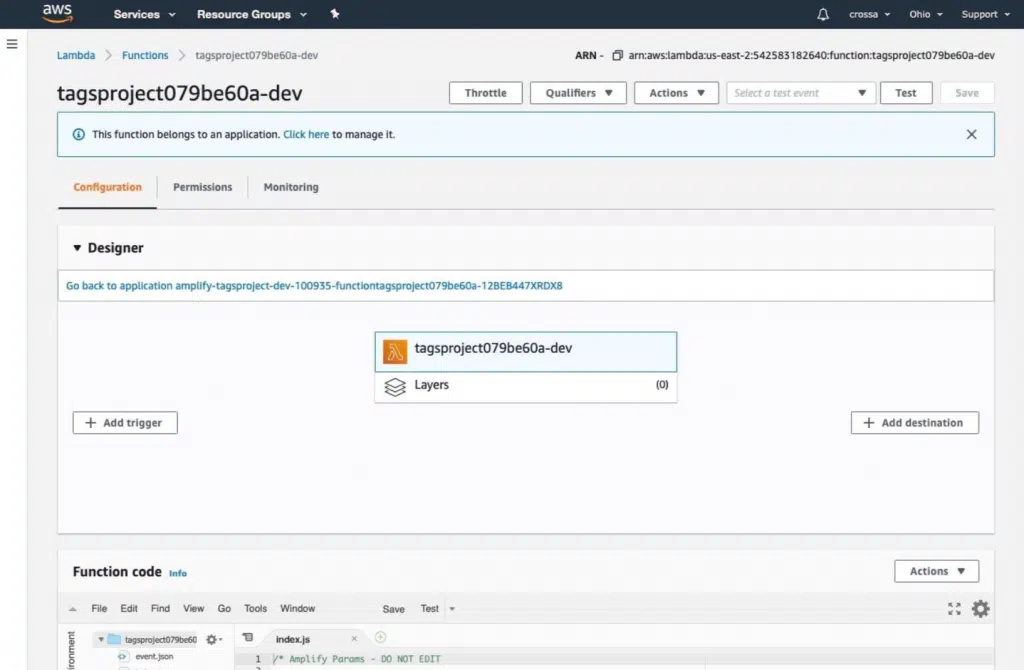 aws Services Resource Groups crossa Ohio Support
Lambda Functions tagsproject079be60a-dev ARN - arn:aws:lambda:us-east-2:542583182640:function:tagsproject079be60a-dev
tagsproject079be60a-dev Throttle Qualifiers Actions Select a test event Test Save
This function belongs to an application. Click here to manage it.
Configuration Permissions Monitoring
Designer
Go back to application amplify-tagsproject-dev-100935-functiontagsproject079be60a-12BEB447XRDX8
tagsproject079be60a-dev
Layers (0)
Add trigger Add destination
Function code Info Actions
File Edit Find View Go Tools Window Save Test
tagsproject079be60 index.js
event.json 1 /* Amplify Params - DO NOT EDIT